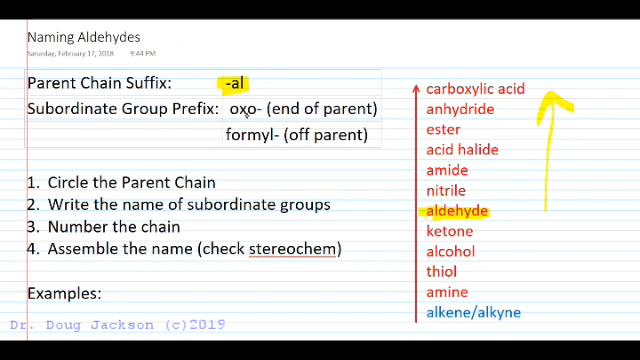 Naming Aldehydes
Saturday, February 17, 2018 9:44 PM
Parent Chain Suffix: -al
Subordinate Group Prefix: oxo- (end of parent)
formyl- (off parent)
1. Circle the Parent Chain
2. Write the name of subordinate groups
3. Number the chain
4. Assemble the name (check stereochem)
Examples:
Dr. Doug Jackson (c)2019
carboxylic acid
anhydride
ester
acid halide
amide
nitrile
aldehyde
ketone
alcohol
thiol
amine
alkene/alkyne